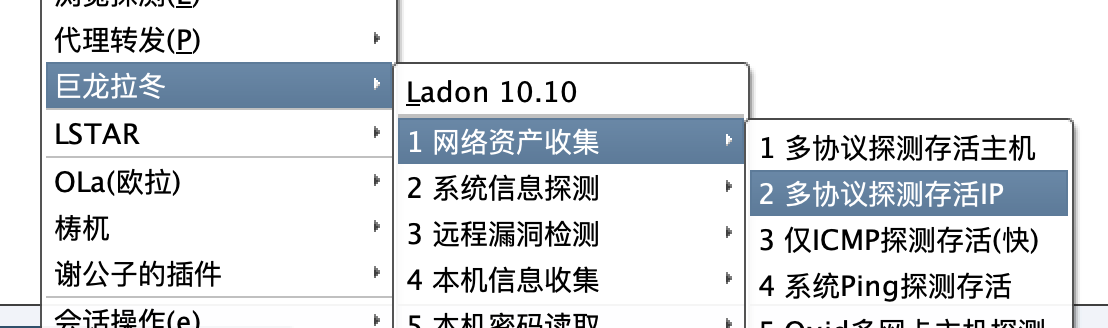 浏览探测(L)
代理转发(P)
巨龙拉冬
LSTAR
OLa(欧拉)
梼杌
谢公子的插件
会话操作(e)
Ladon 10.10
1 网络资产收集
2 系统信息探测
3 远程漏洞检测
4 本机信息收集
5 本机密码读取
1 多协议探测存活主机
2 多协议探测存活IP
3 仅ICMP探测存活(快)
4 系统Ping探测存活
5 Oxid多网卡主机探测